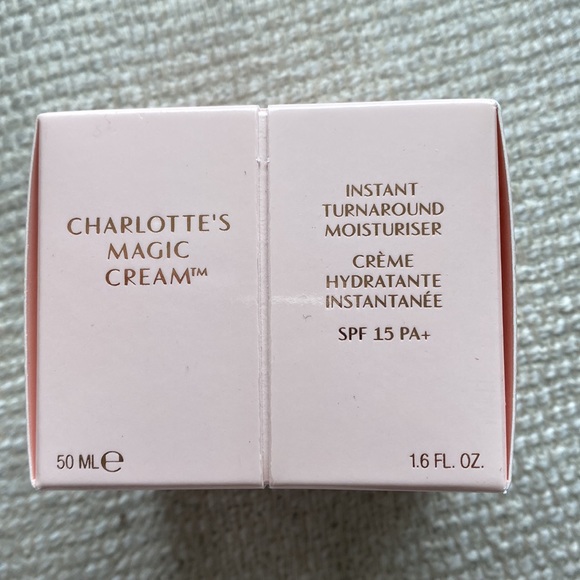 CHARLOTTE'S
MAGIC
CREAM™
50 ML ℮
INSTANT
TURNAROUND
MOISTURISER
CRÈME
HYDRATANTE
INSTANTANÉE
SPF 15 PA+
1.6 FL. OZ.